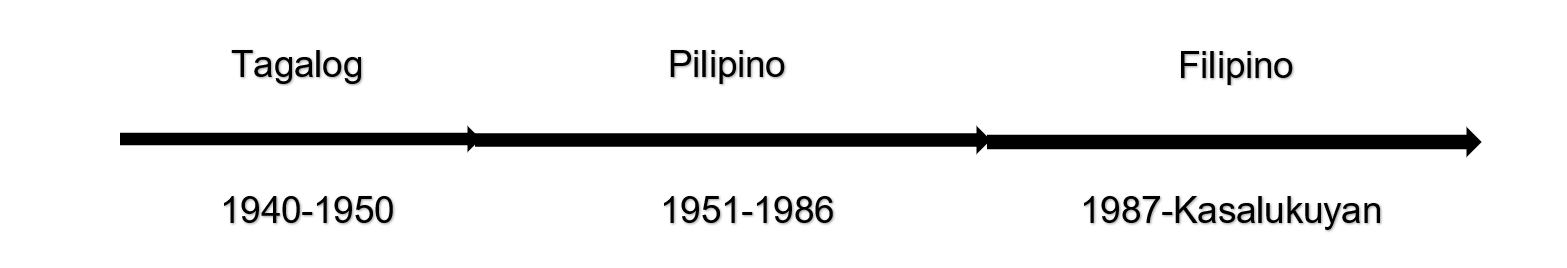 Tagalog Pilipino Filipino
1940-1950 1951-1986 1987-Kasalukuyan